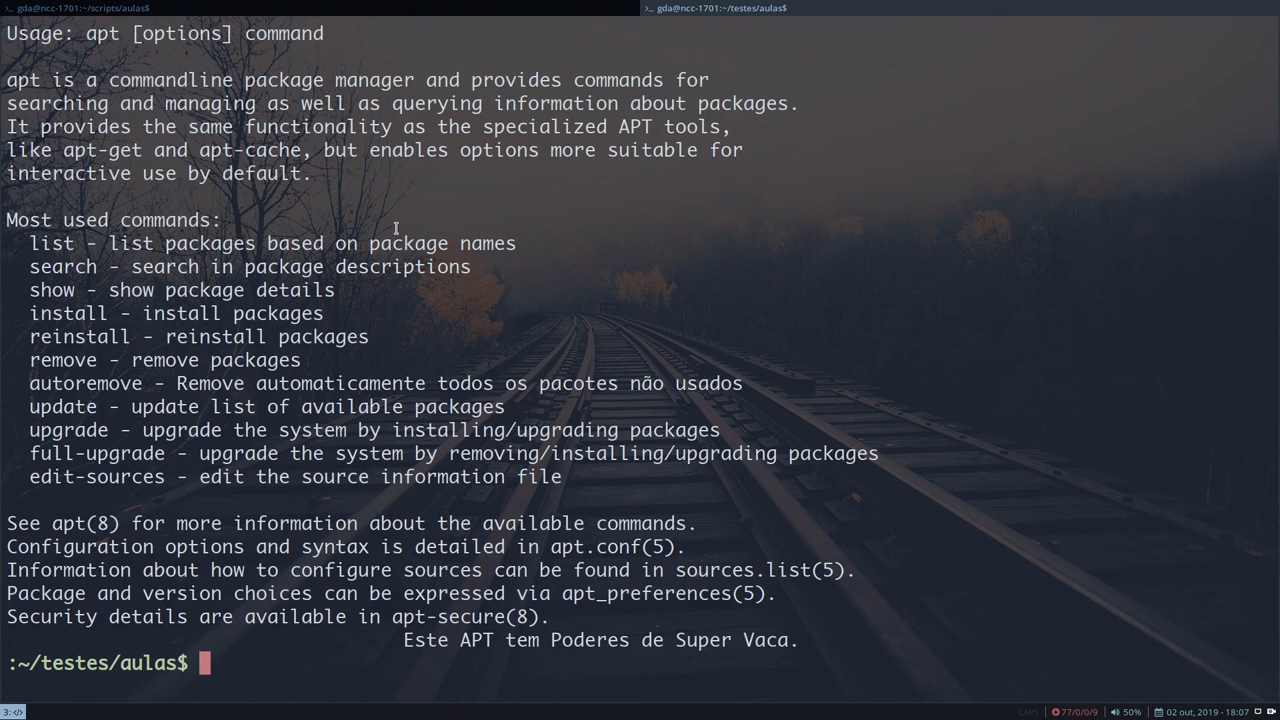 gda@ncc-1701:~/scripts/aulas$
gda@ncc-1701:~/testes/aulas$
Usage: apt [options] command
apt is a commandline package manager and provides commands for
searching and managing as well as querying information about packages.
It provides the same functionality as the specialized APT tools,
like apt-get and apt-cache, but enables options more suitable for
interactive use by default.
Most used commands:
list - list packages based on package names
search - search in package descriptions
show - show package details
install - install packages
reinstall - reinstall packages
remove - remove packages
autoremove - Remove automaticamente todos os pacotes não usados
update - update list of available packages
upgrade - upgrade the system by installing/upgrading packages
full-upgrade - upgrade the system by removing/installing/upgrading packages
edit-sources - edit the source information file
See apt(8) for more information about the available commands.
Configuration options and syntax is detailed in apt.conf(5).
Information about how to configure sources can be found in sources.list(5).
Package and version choices can be expressed via apt_preferences(5).
Security details are available in apt-secure(8).
Este APT tem Poderes de Super Vaca.
:~/testes/aulas$
3: </> CAPS 77/0/0/9 50% 02 out, 2019 - 18:07